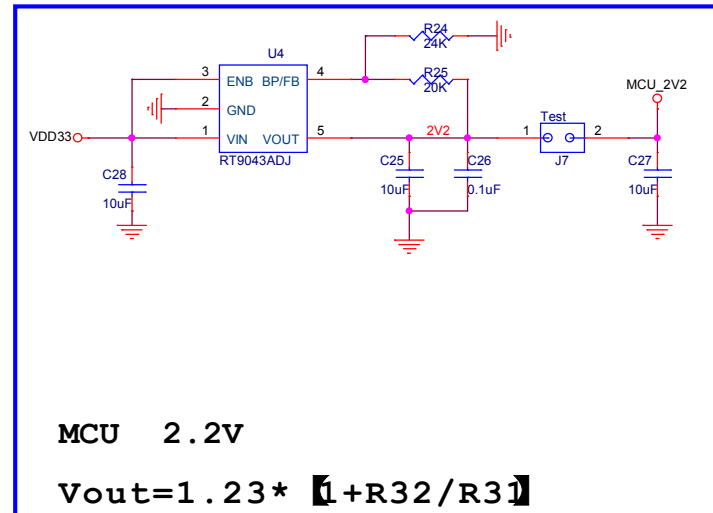 R24
24K
U4
3 ENB BP/FB 4
R25
20K
MCU_2V2
2 GND
Test
VDD33
1 VIN VOUT 5
2V2
1 2
RT9043ADJ
J7
C28
10uF
C25
10uF
C26
0.1uF
C27
10uF
MCU 2.2V
Vout=1.23* 【1+R32/R31】